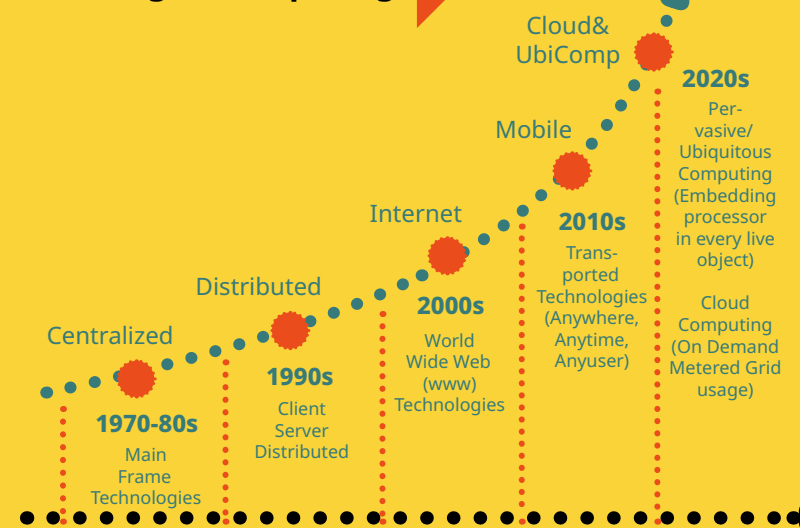 Cloud&
UbiComp
2020s
Per-
vasive/
Ubiquitous
Computing
(Embedding
processor
in every live
object)
Cloud
Computing
(On Demand
Metered Grid
usage)
Mobile
2010s
Trans-
ported
Technologies
(Anywhere,
Anytime,
Anyuser)
Internet
2000s
World
Wide Web
(www)
Technologies
Distributed
1990s
Client
Server
Distributed
Centralized
1970-80s
Main
Frame
Technologies